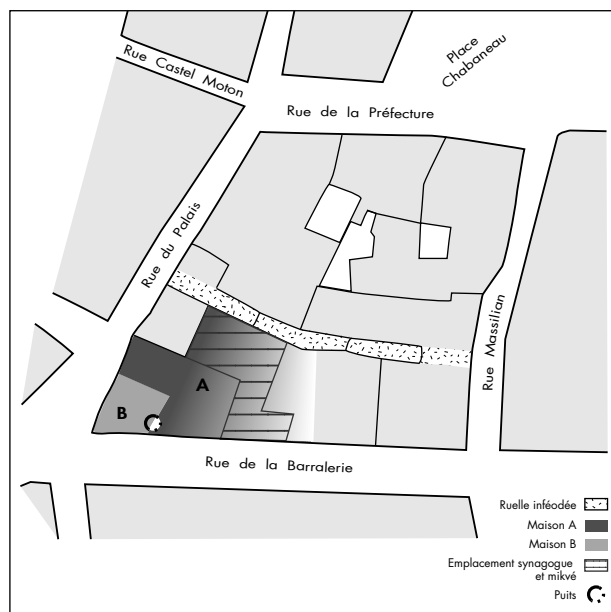 Place
Chabaneau
Rue Castel Moton
Rue de la Préfecture
Rue du Palais
Rue Massilian
A
B
Rue de la Barralerie
Ruelle inféodée
Maison A
Maison B
Emplacement synagogue
et mikvé
Puits